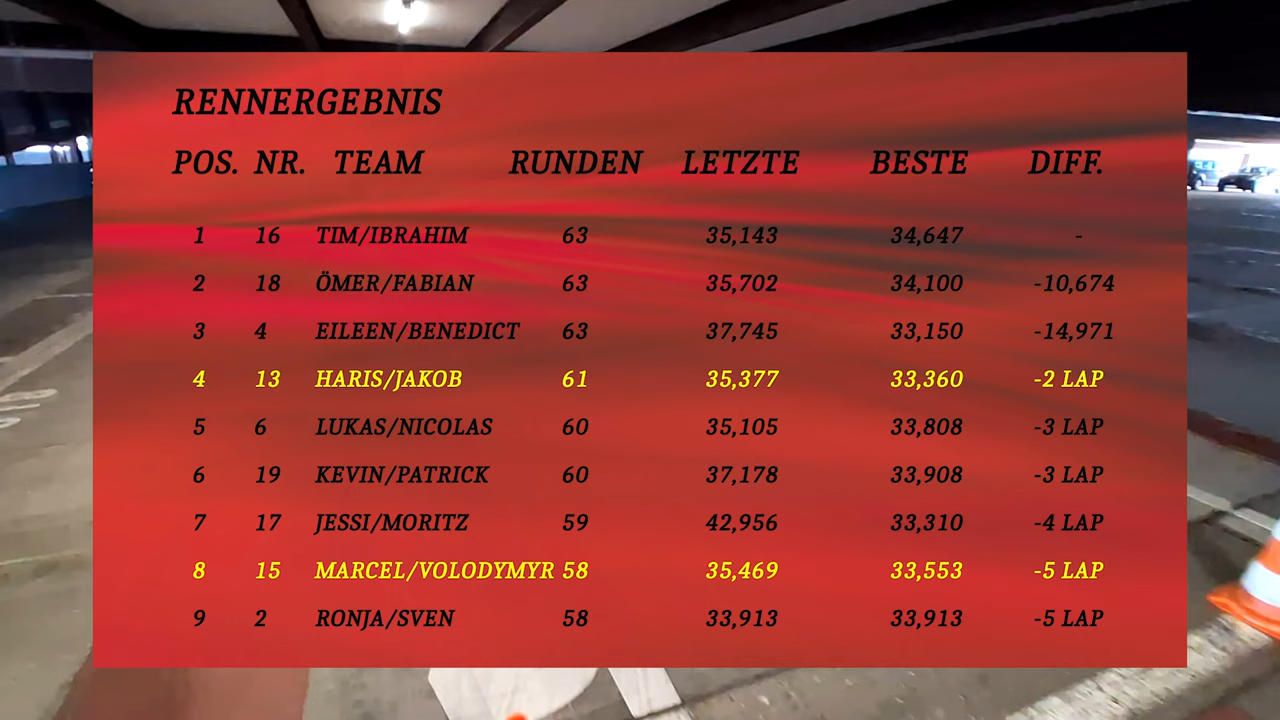 RENNERGEBNIS
POS. NR. TEAM RUNDEN LETZTE BESTE DIFF.
1 16 TIM/IBRAHIM 63 35,143 34,647 -
2 18 ÖMER/FABIAN 63 35,702 34,100 -10,674
3 4 EILEEN/BENEDICT 63 37,745 33,150 -14,971
4 13 HARIS/JAKOB 61 35,377 33,360 -2 LAP
5 6 LUKAS/NICOLAS 60 35,105 33,808 -3 LAP
6 19 KEVIN/PATRICK 60 37,178 33,908 -3 LAP
7 17 JESSI/MORITZ 59 42,956 33,310 -4 LAP
8 15 MARCEL/VOLODYMYR 58 35,469 33,553 -5 LAP
9 2 RONJA/SVEN 58 33,913 33,913 -5 LAP